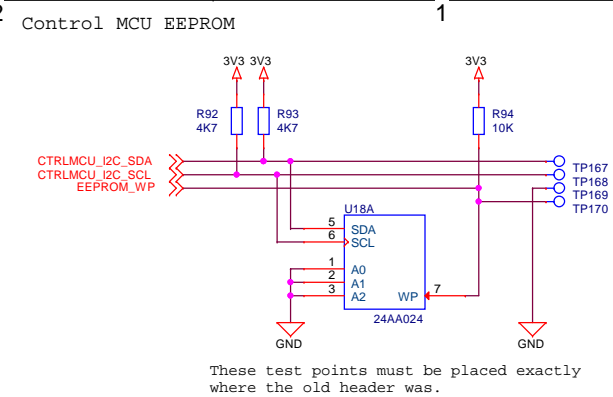 2
1
Control MCU EEPROM
3V3 3V3
3V3
R92
4K7
R93
4K7
R94
10K
CTRLMCU_I2C_SDA
CTRLMCU_I2C_SCL
EEPROM_WP
TP167
TP168
TP169
TP170
U18A
5 SDA
6 SCL
1 A0
2 A1
3 A2
WP 7
24AA024
GND
GND
These test points must be placed exactly
where the old header was.